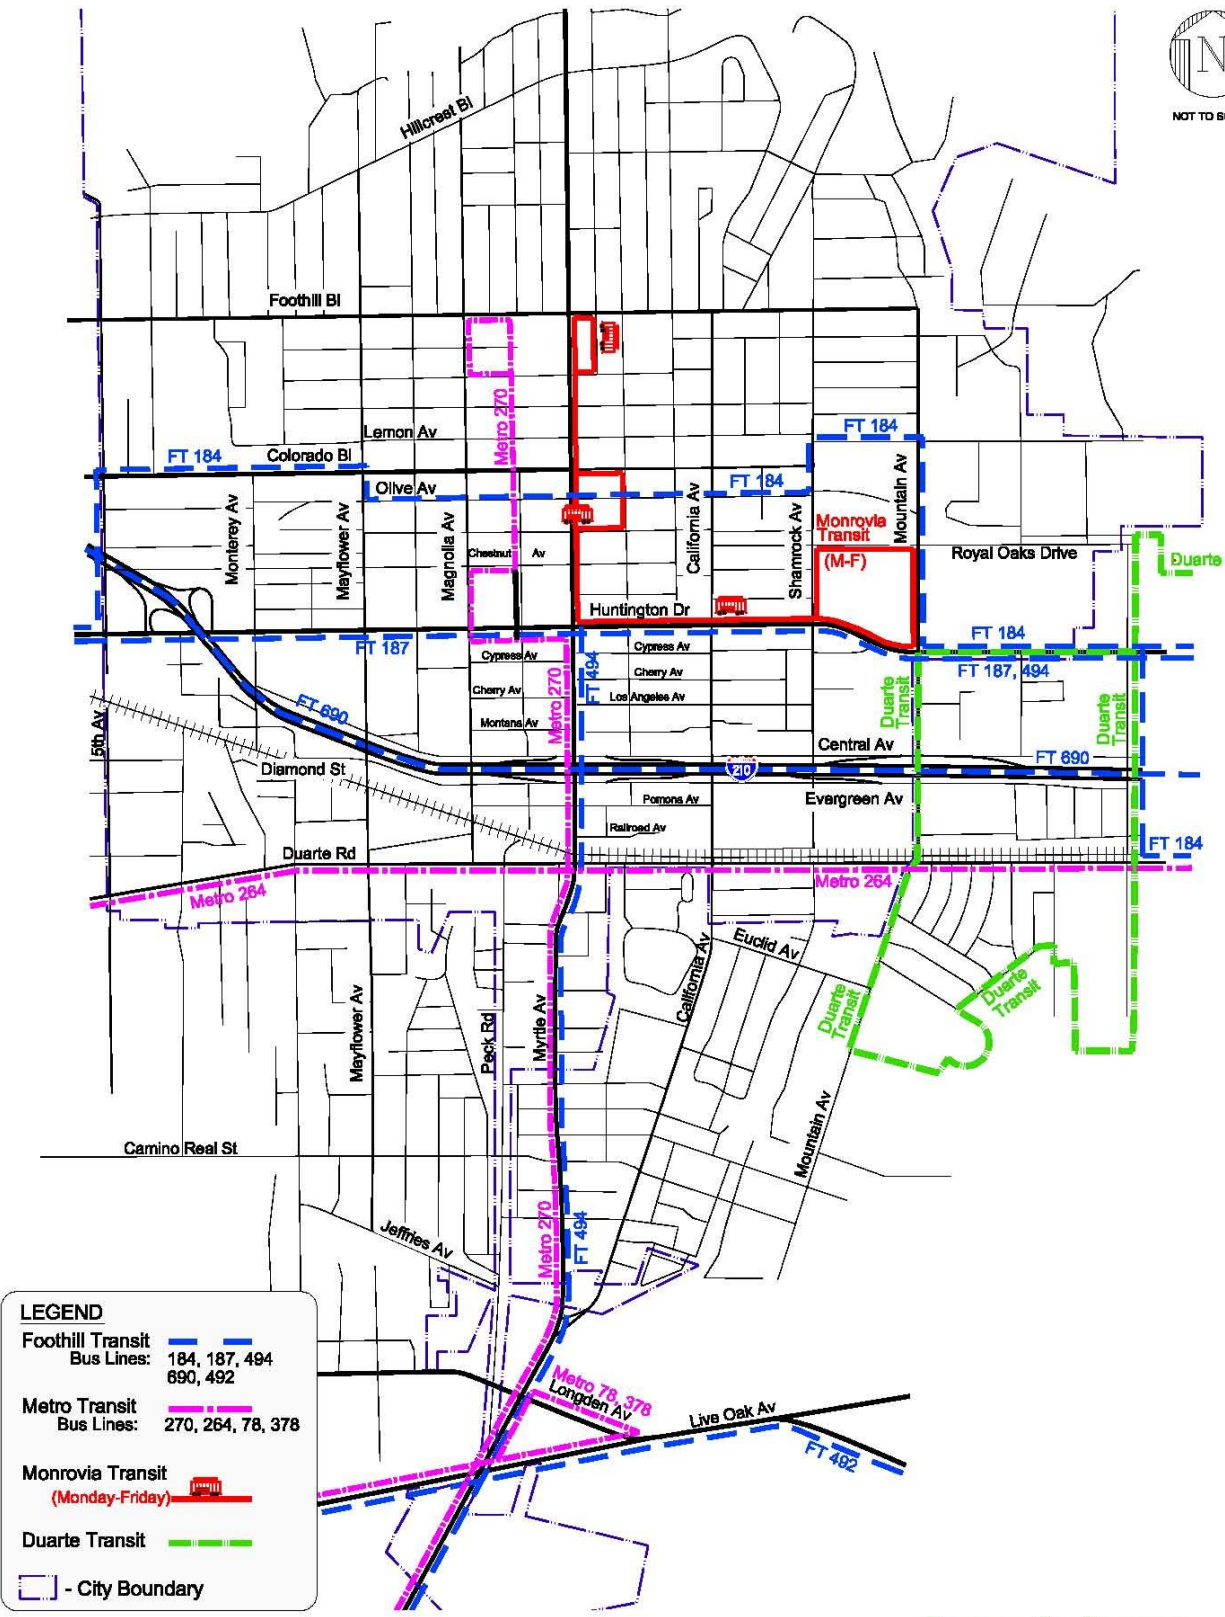 N
NOT TO
Hillcrest Bl
Foothill Bl
Metro 270
Lemon Av
FT 184
Colorado Bl
FT 184
Olive Av
FT 184
Monterey Av
Mayflower Av
Magnolia Av
Chestnut Av
California Av
Shamrock Av
Mountain Av
Monrovia
Transit
(M-F)
Royal Oaks Drive
Duarte
Huntington Dr
FT 187
FT 184
FT 187, 494
Cypress Av
Cypress Av
Cherry Av
Cherry Av
Los Angeles Av
Montana Av
Metro 270
FT 494
Duarte
Transit
Duarte
Transit
5th Av
FT 690
Central Av
FT 690
Diamond St
210
Pomona Av
Evergreen Av
Railroad Av
Duarte Rd
FT 184
Metro 264
Metro 264
Euclid Av
California Av
Duarte
Transit
Duarte
Transit
Mayflower Av
Peck Rd
Myrtle Av
Mountain Av
Camino Real St
Metro 270
FT 494
Jeffries Av
Metro 78, 378
Longden Av
Live Oak Av
FT 492
LEGEND
Foothill Transit
Bus Lines: 184, 187, 494
690, 492
Metro Transit
Bus Lines: 270, 264, 78, 378
Monrovia Transit
(Monday-Friday)
Duarte Transit
- City Boundary